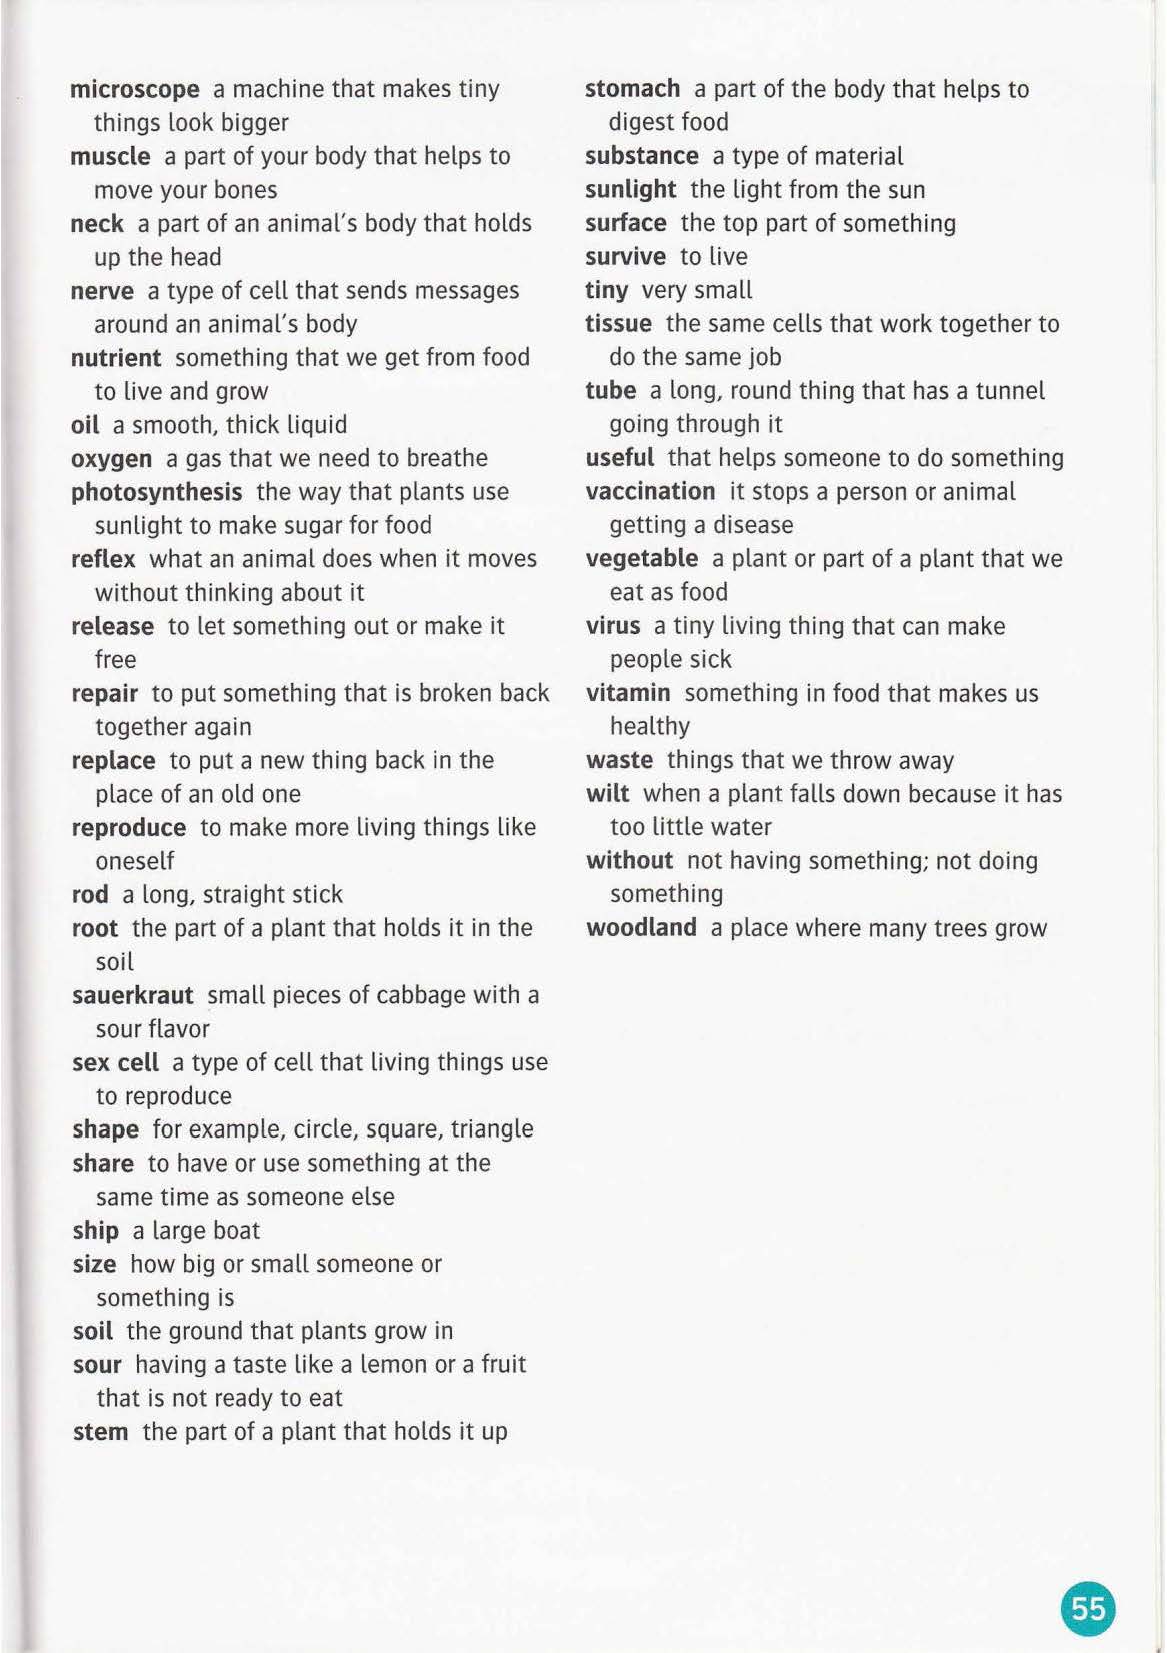 microscope a machine that makes tiny
things look bigger
muscle a part of your body that helps to
move your bones
neck a part of an animal's body that holds
up the head
nerve a type of cell that sends messages
around an animal's body
nutrient something that we get from food
to live and grow
oil a smooth, thick liquid
oxygen a gas that we need to breathe
photosynthesis the way that plants use
sunlight to make sugar for food
reflex what an animal does when it moves
without thinking about it
release to let something out or make it
free
repair to put something that is broken back
together again
replace to put a new thing back in the
place of an old one
reproduce to make more living things like
oneself
rod a long, straight stick
root the part of a plant that holds it in the
soil
sauerkraut small pieces of cabbage with a
sour flavor
sex cell a type of cell that living things use
to reproduce
shape for example, circle, square, triangle
share to have or use something at the
same time as someone else
ship a large boat
size how big or small someone or
something is
soil the ground that plants grow in
sour having a taste like a lemon or a fruit
that is not ready to eat
stem the part of a plant that holds it up
stomach a part of the body that helps to
digest food
substance a type of material
sunlight the light from the sun
surface the top part of something
survive to live
tiny very small
tissue the same cells that work together to
do the same job
tube a long, round thing that has a tunnel
going through it
useful that helps someone to do something
vaccination it stops a person or animal
getting a disease
vegetable a plant or part of a plant that we
eat as food
virus a tiny living thing that can make
people sick
vitamin something in food that makes us
healthy
waste things that we throw away
wilt when a plant falls down because it has
too little water
without not having something; not doing
something
woodland a place where many trees grow
55